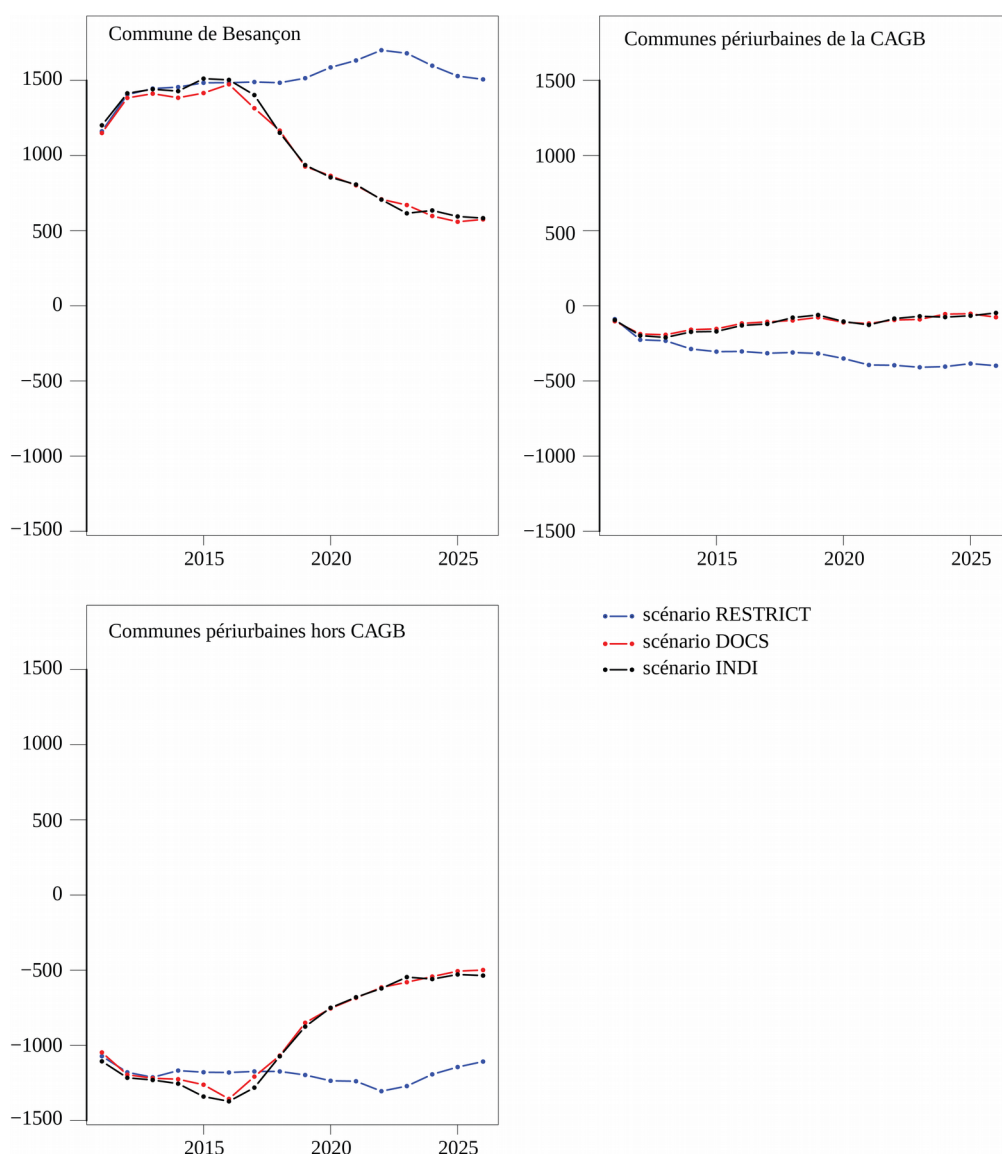 Commune de Besançon
1500
1000
500
0
−500
−1000
−1500
2015 2020 2025
Communes périurbaines de la CAGB
1500
1000
500
0
−500
−1000
−1500
2015 2020 2025
Communes périurbaines hors CAGB
1500
1000
500
0
−500
−1000
−1500
2015 2020 2025
scénario RESTRICT
scénario DOCS
scénario INDI